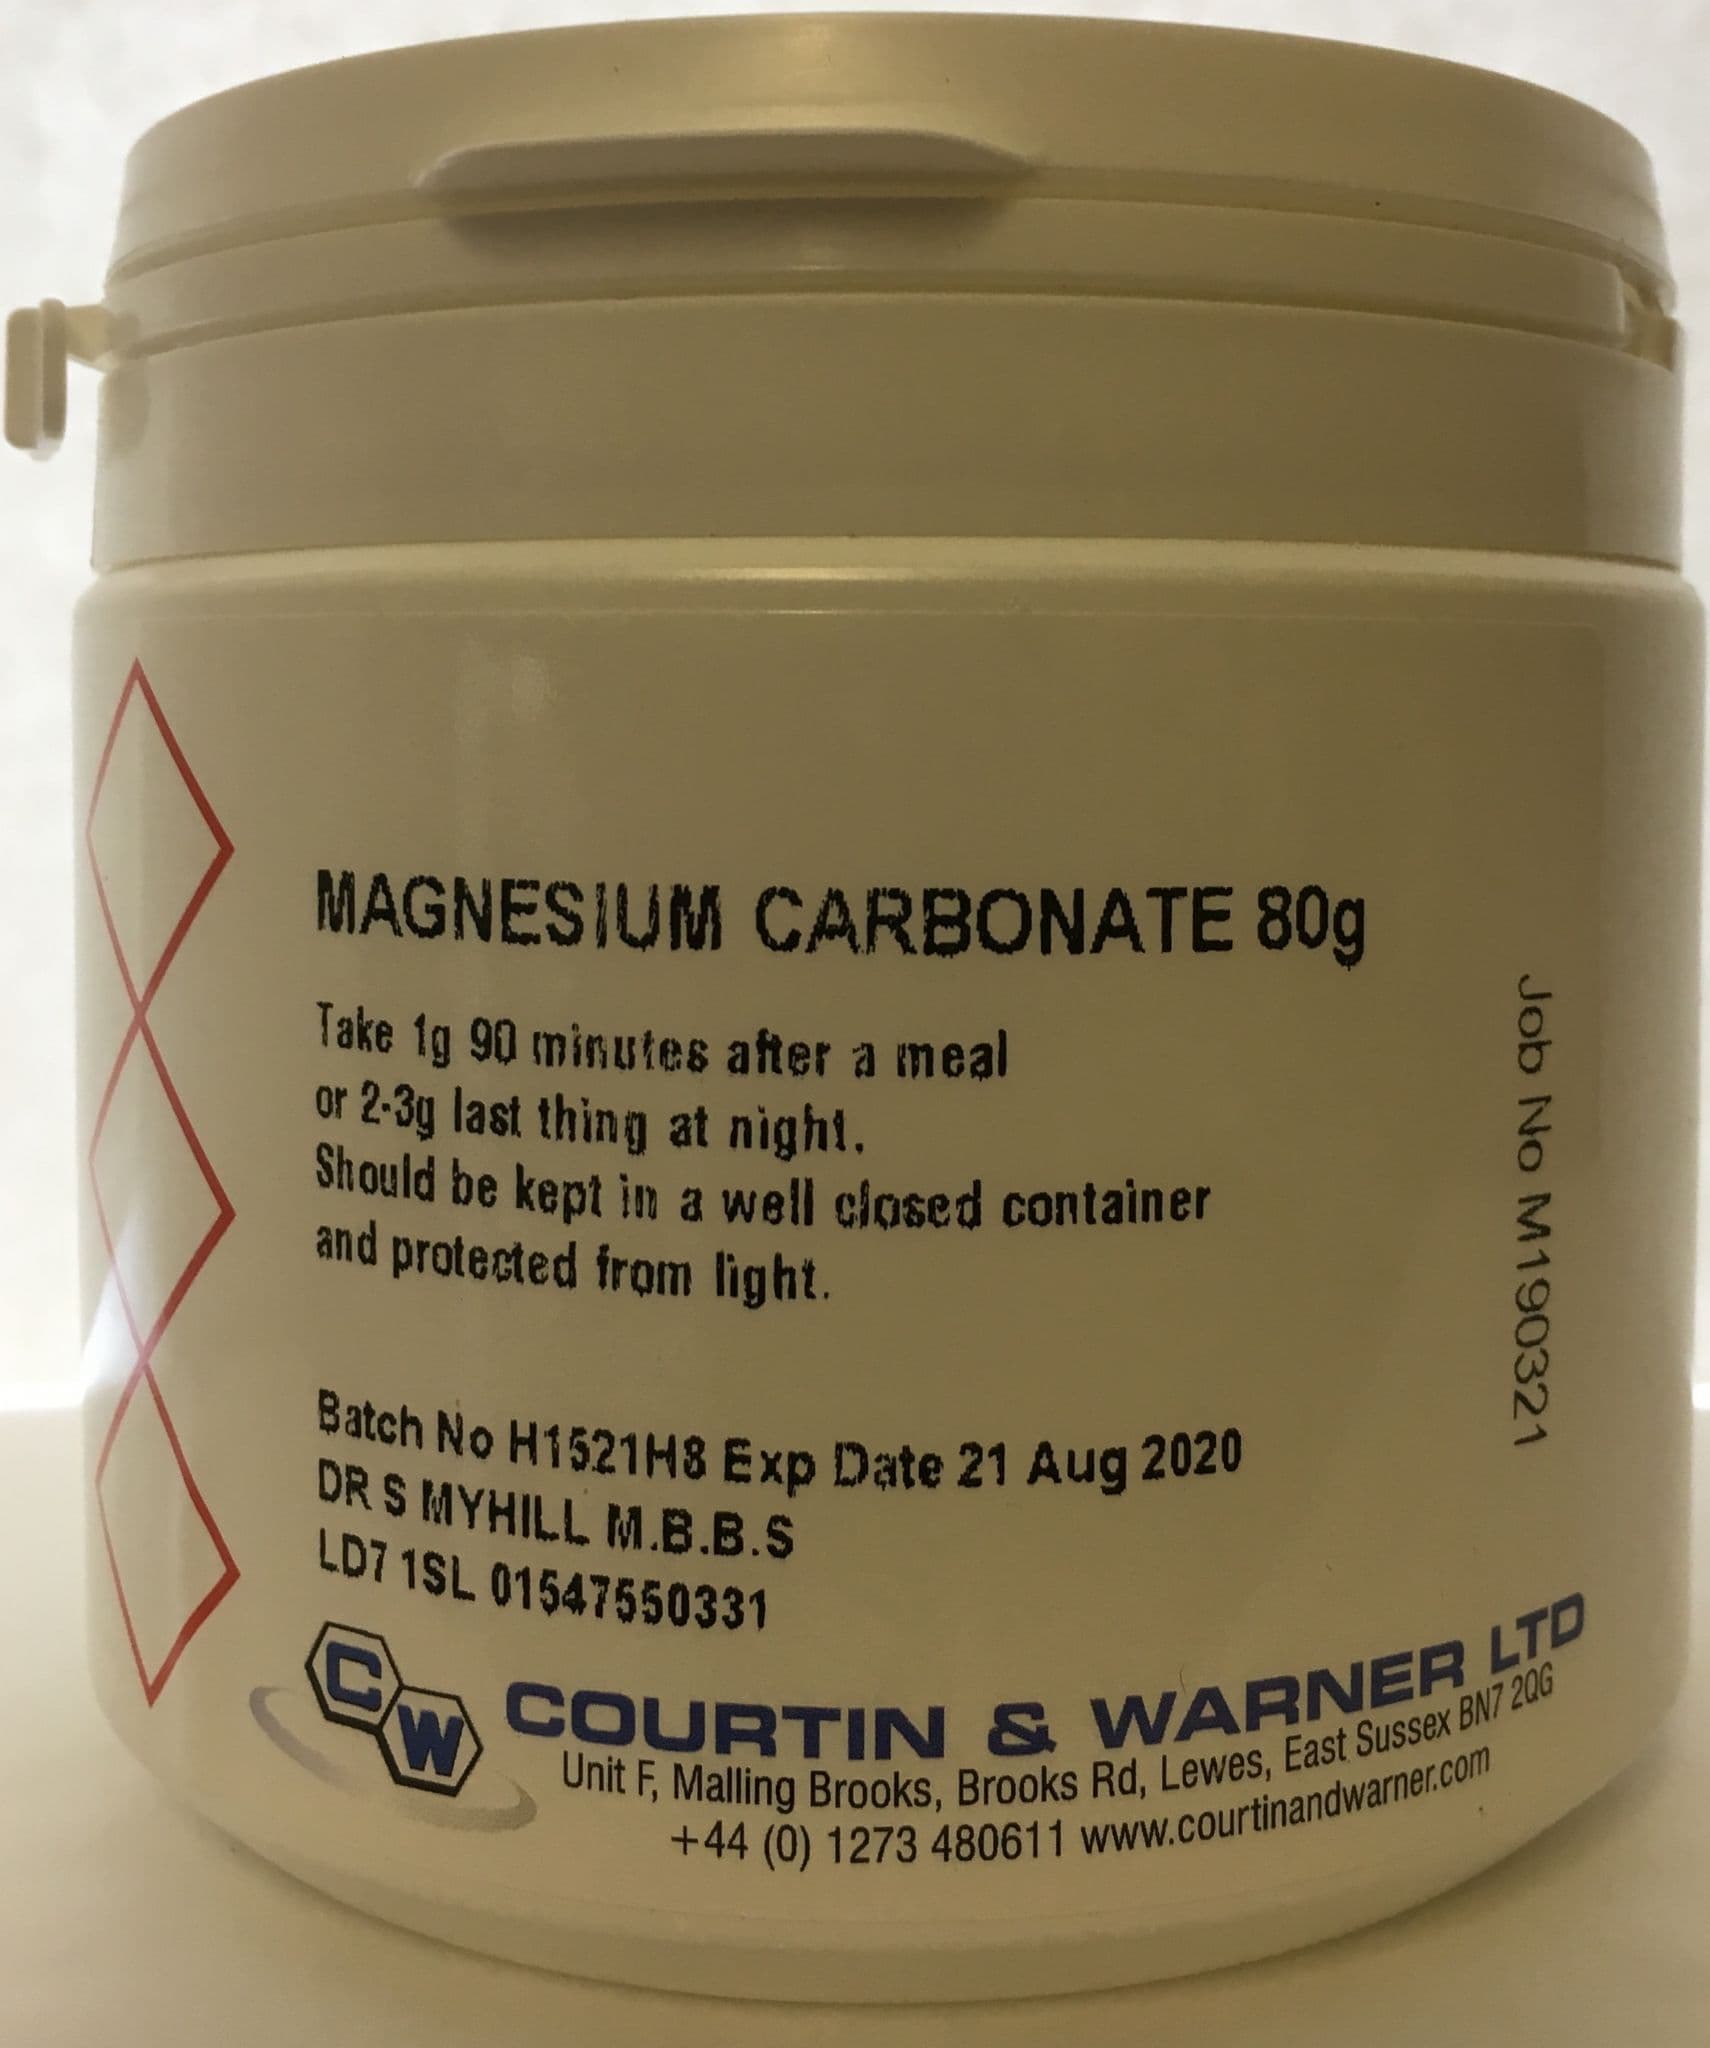 MAGNESIUM CARBONATE 80g
Take 1g 90 minutes after a meal
or 2-3g last thing at night.
Should be kept in a well closed container
and protected from light.
Batch No H1521H8 Exp Date 21 Aug 2020
DR S MYHILL M.B.B.S
LD7 1SL 01547550331
Job No M190321
CW
COURTIN & WARNER LTD
Unit F, Malling Brooks, Brooks Rd, Lewes, East Sussex BN7 2QG
+44 (0) 1273 480611 www.courtinandwarner.com